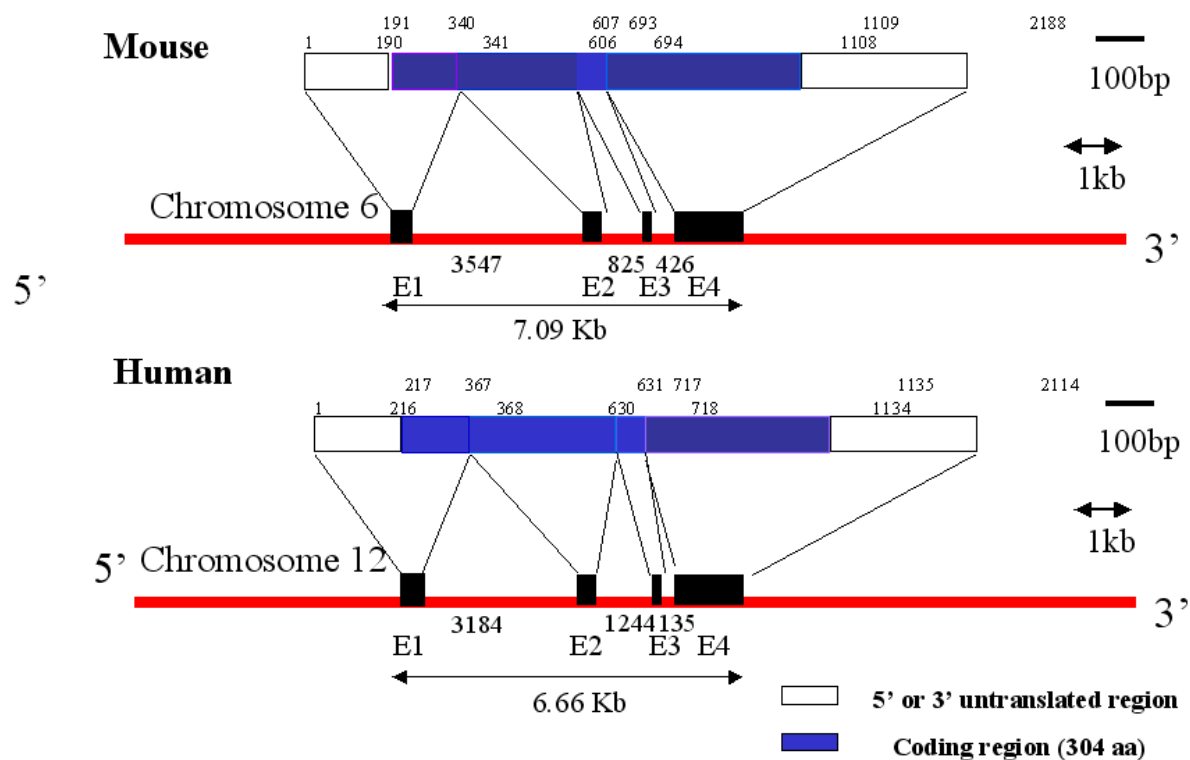 191 340 607 693 1109 2188
Mouse 1 190 341 606 694 1108
100bp
1kb
Chromosome 6
3’
3547 825 426
5’
E1 E2 E3 E4
7.09 Kb
Human
217 367 631 717 1135 2114
1 216 368 630 718 1134
100bp
1kb
5’ Chromosome 12
3’
3184 1244 135
E1 E2 E3 E4
6.66 Kb
5’ or 3’ untranslated region
Coding region (304 aa)